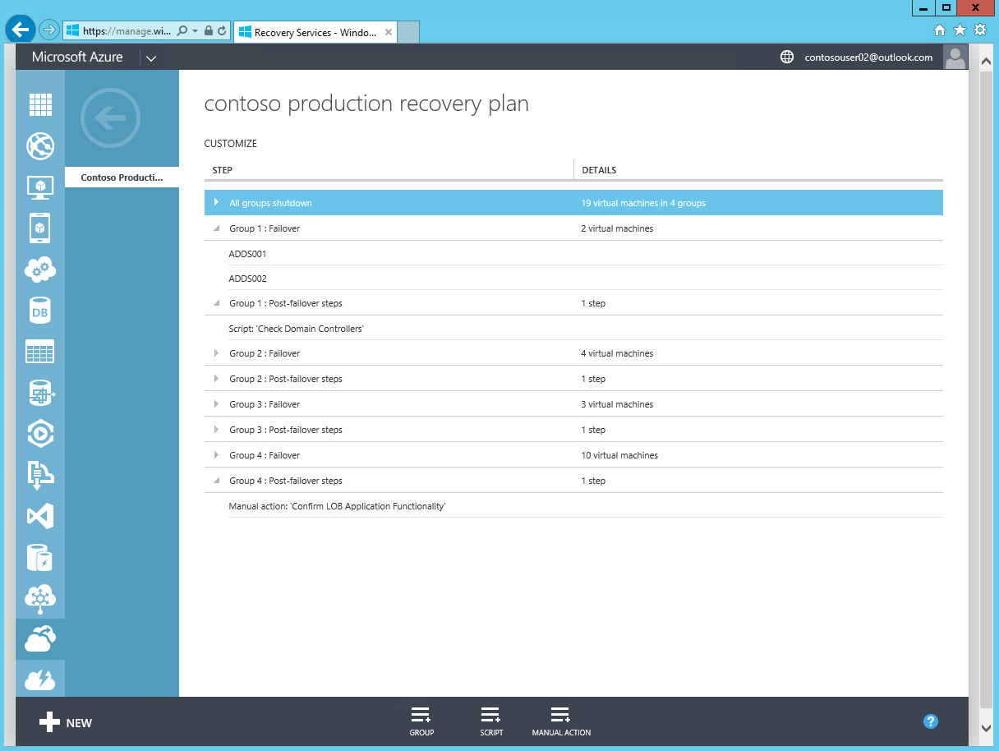 https://manage.wi...
Recovery Services - Windo...
Microsoft Azure
contosouser02@outlook.com
contoso production recovery plan
CUSTOMIZE
Contoso Producti...
STEP DETAILS
All groups shutdown 19 virtual machines in 4 groups
Group 1 : Failover 2 virtual machines
ADDS001
ADDS002
Group 1 : Post-failover steps 1 step
Script: 'Check Domain Controllers'
Group 2 : Failover 4 virtual machines
Group 2 : Post-failover steps 1 step
Group 3 : Failover 3 virtual machines
Group 3 : Post-failover steps 1 step
Group 4 : Failover 10 virtual machines
Group 4 : Post-failover steps 1 step
Manual action: 'Confirm LOB Application Functionality'
DB
NEW
GROUP SCRIPT MANUAL ACTION
?